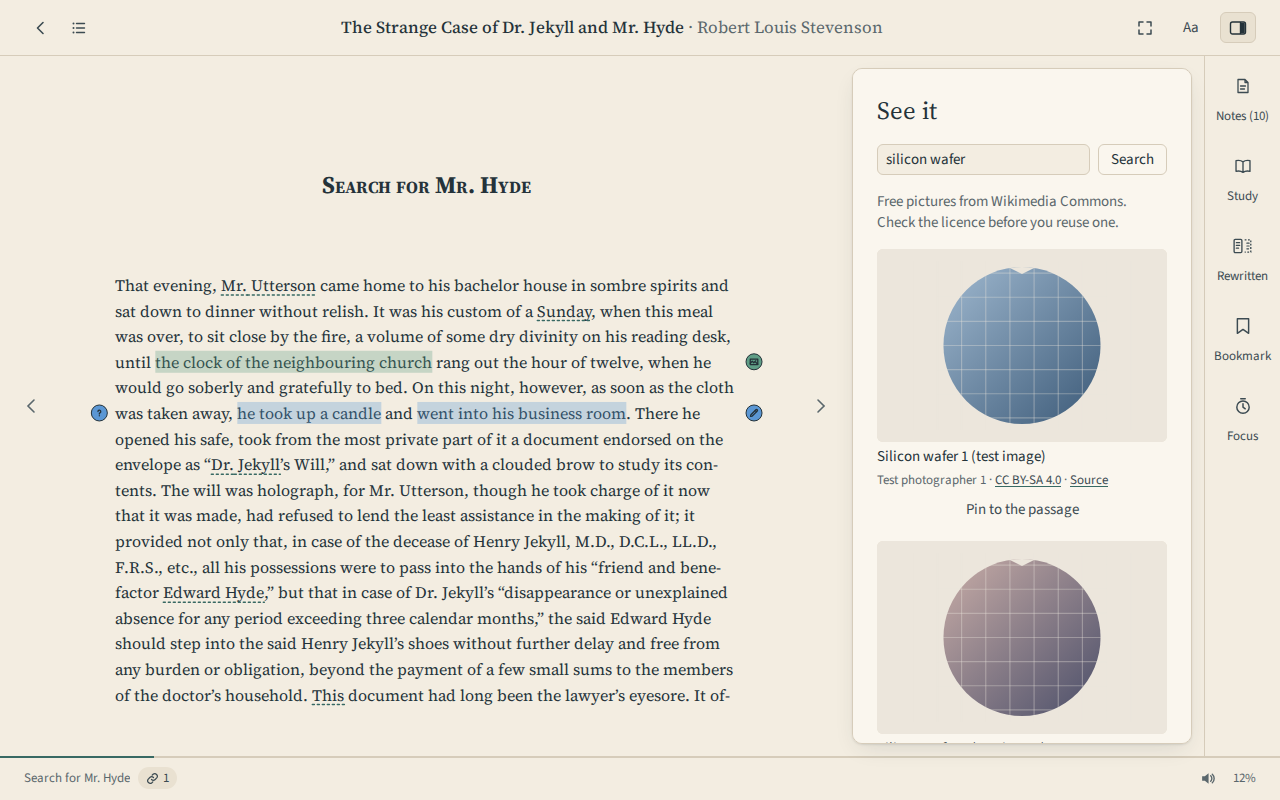 The Strange Case of Dr. Jekyll and Mr. Hyde · Robert Louis Stevenson
Aa
Search for Mr. Hyde
That evening, Mr. Utterson came home to his bachelor house in sombre spirits and
sat down to dinner without relish. It was his custom of a Sunday, when this meal
was over, to sit close by the fire, a volume of some dry divinity on his reading desk,
until the clock of the neighbouring church rang out the hour of twelve, when he
would go soberly and gratefully to bed. On this night, however, as soon as the cloth
was taken away, he took up a candle and went into his business room. There he
opened his safe, took from the most private part of it a document endorsed on the
envelope as “Dr. Jekyll’s Will,” and sat down with a clouded brow to study its con-
tents. The will was holograph, for Mr. Utterson, though he took charge of it now
that it was made, had refused to lend the least assistance in the making of it; it
provided not only that, in case of the decease of Henry Jekyll, M.D., D.C.L., LL.D.,
F.R.S., etc., all his possessions were to pass into the hands of his “friend and bene-
factor Edward Hyde,” but that in case of Dr. Jekyll’s “disappearance or unexplained
absence for any period exceeding three calendar months,” the said Edward Hyde
should step into the said Henry Jekyll’s shoes without further delay and free from
any burden or obligation, beyond the payment of a few small sums to the members
of the doctor’s household. This document had long been the lawyer’s eyesore. It of-
?
See it
silicon wafer
Search
Free pictures from Wikimedia Commons.
Check the licence before you reuse one.
Silicon wafer 1 (test image)
Test photographer 1 · CC BY-SA 4.0 · Source
Pin to the passage
Notes (10)
Study
Rewritten
Bookmark
Focus
Search for Mr. Hyde
1
12%